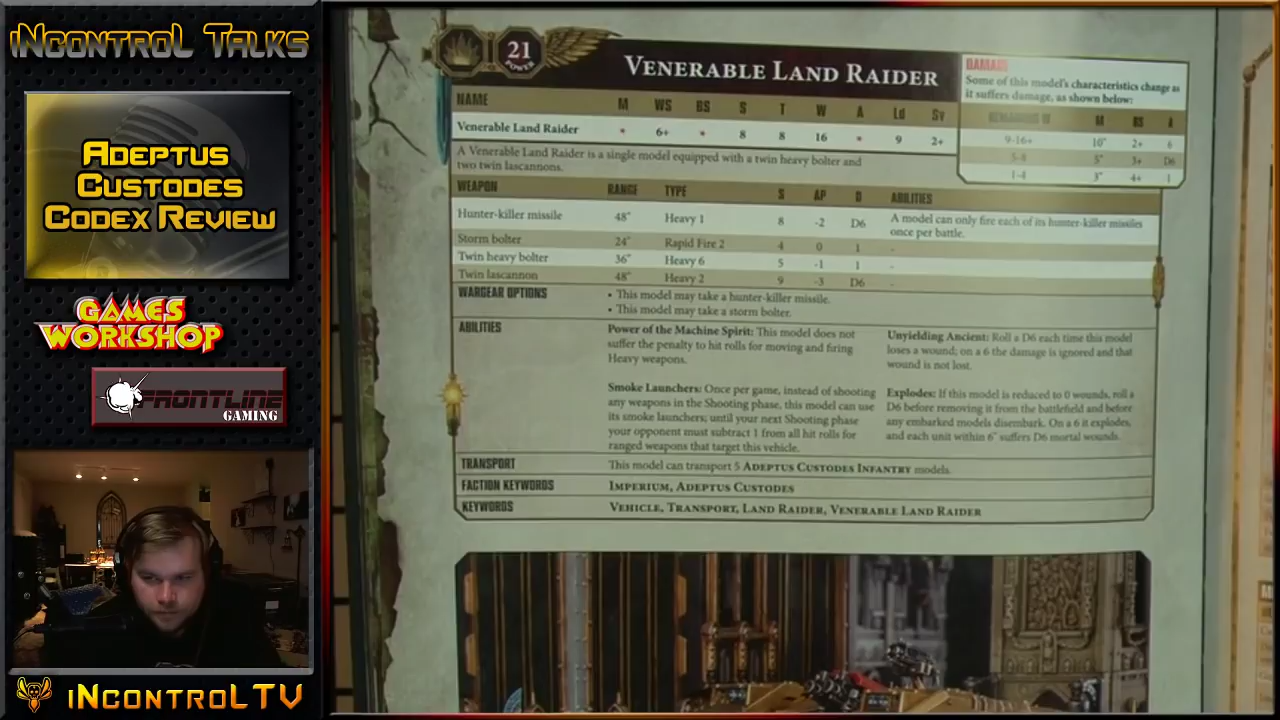 iNcontroL Talks
Adeptus
Custodes
Codex Review
GAMES
WORKSHOP
FRONTLINE
GAMING
iNcontroLTV
21
POWER
VENERABLE LAND RAIDER
DAMAGE
Some of this model's characteristics change as
it suffers damage, as shown below:
REMAINING W M BS A
9-16+ 10" 2+ 6
5-8 5" 3+ D6
1-4 3" 4+ 1
NAME M WS BS S T W A Ld Sv
Venerable Land Raider * 6+ * 8 8 16 * 9 2+
A Venerable Land Raider is a single model equipped with a twin heavy bolter and
two twin lascannons.
WEAPON RANGE TYPE S AP D ABILITIES
Hunter-killer missile 48" Heavy 1 8 -2 D6 A model can only fire each of its hunter-killer missiles
once per battle.
Storm bolter 24" Rapid Fire 2 4 0 1 -
Twin heavy bolter 36" Heavy 6 5 -1 1 -
Twin lascannon 48" Heavy 2 9 -3 D6 -
WARGEAR OPTIONS
• This model may take a hunter-killer missile.
• This model may take a storm bolter.
ABILITIES
Power of the Machine Spirit: This model does not
suffer the penalty to hit rolls for moving and firing
Heavy weapons.
Smoke Launchers: Once per game, instead of shooting
any weapons in the Shooting phase, this model can use
its smoke launchers; until your next Shooting phase
your opponent must subtract 1 from all hit rolls for
ranged weapons that target this vehicle.
Unyielding Ancient: Roll a D6 each time this model
loses a wound; on a 6 the damage is ignored and that
wound is not lost.
Explodes: If this model is reduced to 0 wounds, roll a
D6 before removing it from the battlefield and before
any embarked models disembark. On a 6 it explodes,
and each unit within 6" suffers D6 mortal wounds.
TRANSPORT This model can transport 5 ADEPTUS CUSTODES INFANTRY models.
FACTION KEYWORDS IMPERIUM, ADEPTUS CUSTODES
KEYWORDS VEHICLE, TRANSPORT, LAND RAIDER, VENERABLE LAND RAIDER